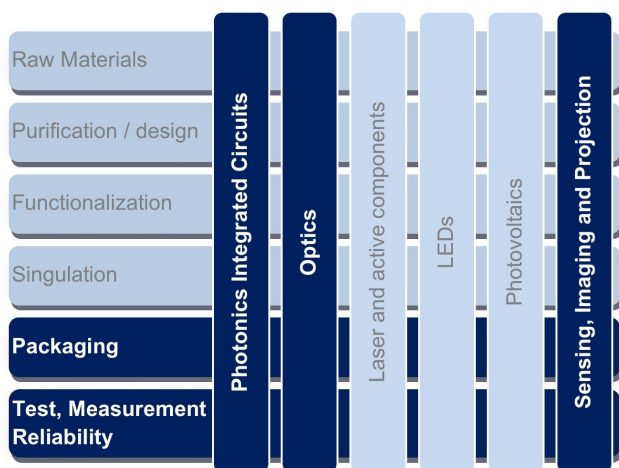 Raw Materials
Purification / design
Functionalization
Singulation
Packaging
Test, Measurement
Reliability
Photonics Integrated Circuits
Optics
Laser and active components
LEDs
Photovoltaics
Sensing, Imaging and Projection